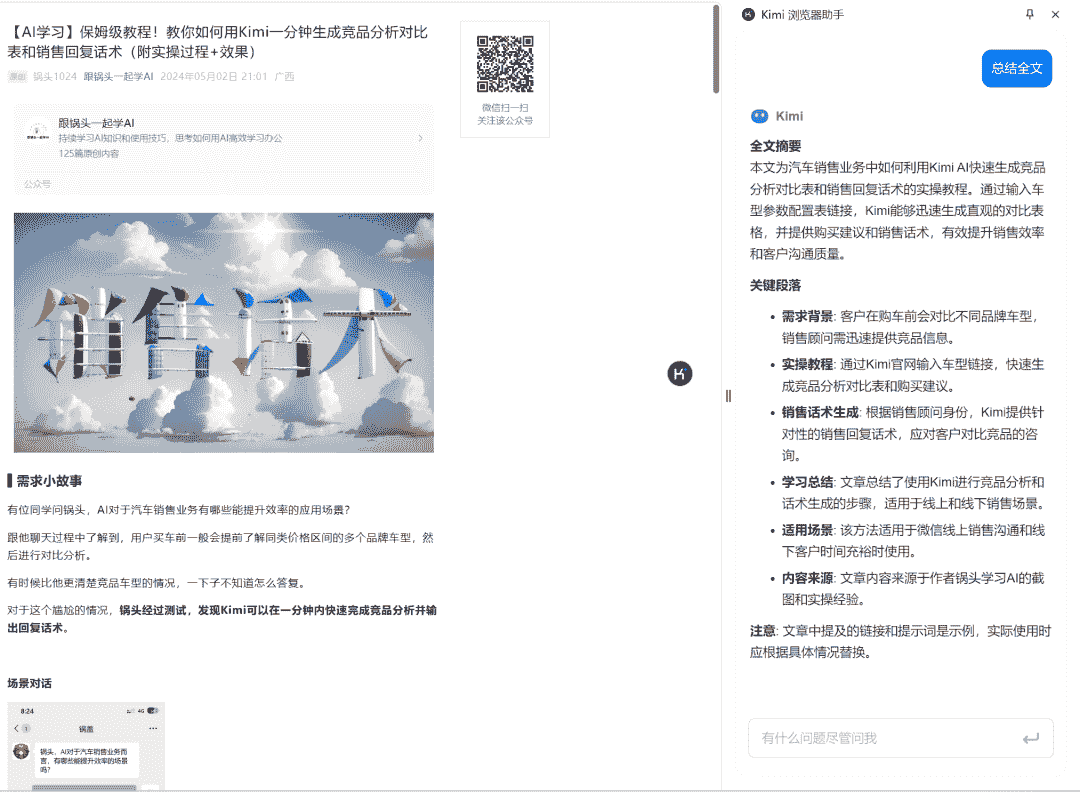 【AI学习】保姆级教程！教你如何用Kimi一分钟生成竞品分析对比
表和销售回复话术（附实操过程+效果）
原创 锅头1024 跟锅头一起学AI 2024年05月02日 21:01 广西
跟锅头一起学AI
持续学习AI知识和使用技巧，思考如何用AI高效学习办公
125篇原创内容
公众号
微信扫一扫
关注该公众号
销售话术
需求小故事
有位同学问锅头，AI对于汽车销售业务有哪些能提升效率的应用场景？
跟他聊天过程中了解到，用户买车前一般会提前了解同类价格区间的多个品牌车型，然
后进行对比分析。
有时候比他更清楚竞品车型的情况，一下子不知道怎么答复。
对于这个尴尬的情况，锅头经过测试，发现Kimi可以在一分钟内快速完成竞品分析并输
出回复话术。
场景对话
8:24
4G
1
锅盖
锅头，AI对于汽车销售业务而
言，有哪些能提升效率的场景
吗？
Kimi 浏览器助手
总结全文
Kimi
全文摘要
本文为汽车销售业务中如何利用Kimi AI快速生成竞品
分析对比表和销售回复话术的实操教程。通过输入车
型参数配置表链接，Kimi能够迅速生成直观的对比表
格，并提供购买建议和销售话术，有效提升销售效率
和客户沟通质量。
关键段落
• 需求背景: 客户在购车前会对比不同品牌车型，
销售顾问需迅速提供竞品信息。
• 实操教程: 通过Kimi官网输入车型链接，快速生
成竞品分析对比表和购买建议。
• 销售话术生成: 根据销售顾问身份，Kimi提供针
对性的销售回复话术，应对客户对比竞品的咨
询。
• 学习总结: 文章总结了使用Kimi进行竞品分析和
话术生成的步骤，适用于线上和线下销售场景。
• 适用场景: 该方法适用于微信线上销售沟通和线
下客户时间充裕时使用。
• 内容来源: 文章内容来源于作者锅头学习AI的截
图和实操经验。
注意: 文章中提及的链接和提示词是示例，实际使用时
应根据具体情况替换。
有什么问题尽管问我